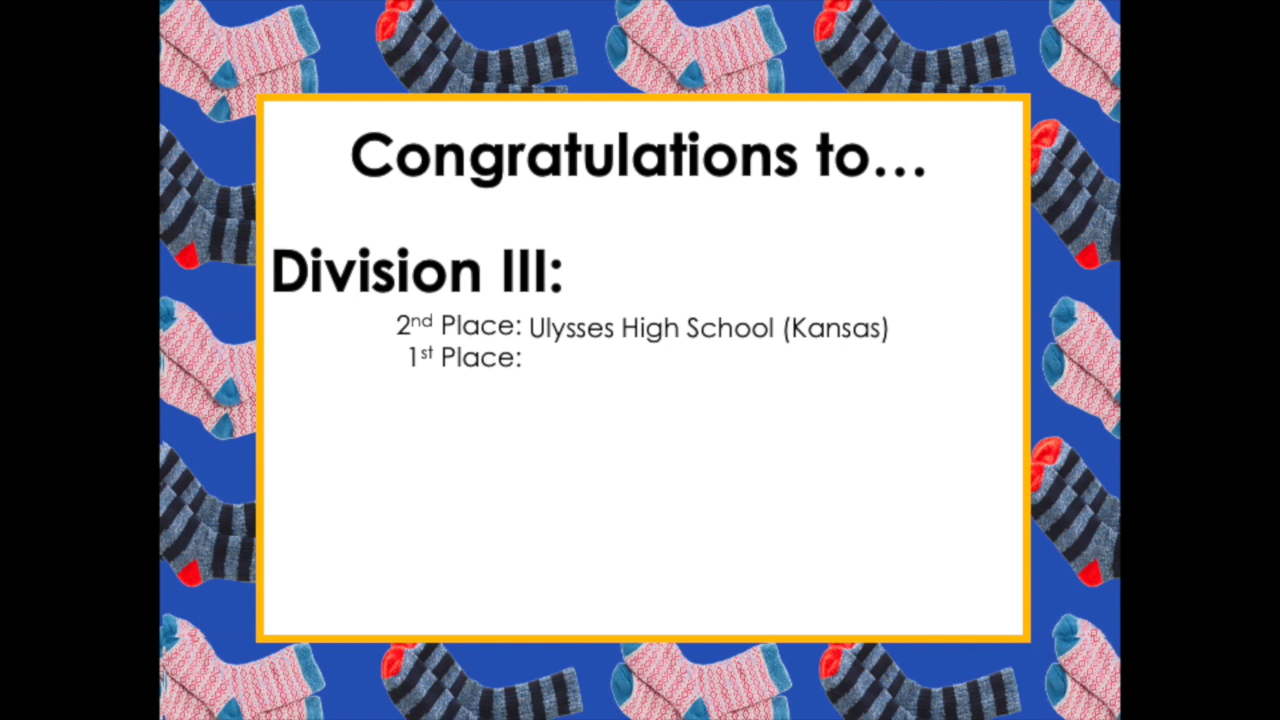 Congratulations to…
Division III:
2nd Place: Ulysses High School (Kansas)
1st Place: